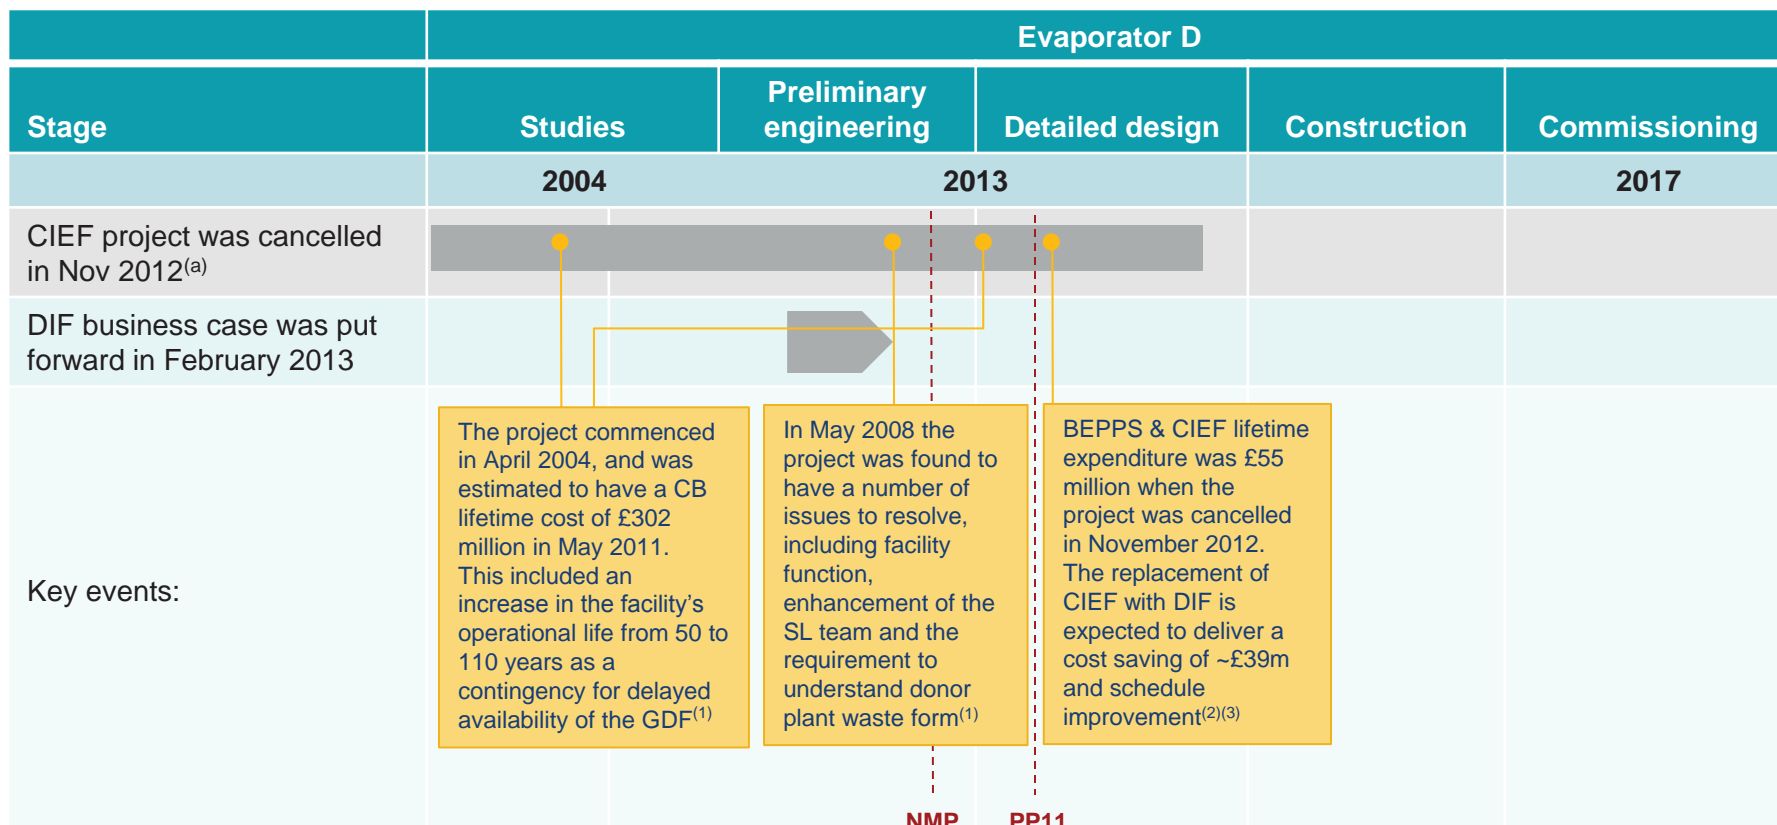 Evaporator D
Stage
Studies
Preliminary
engineering
Detailed design
Construction
Commissioning
2004
2013
2017
CIEF project was cancelled
in Nov 2012(a)
DIF business case was put
forward in February 2013
Key events:
The project commenced
in April 2004, and was
estimated to have a CB
lifetime cost of £302
million in May 2011.
This included an
increase in the facility's
operational life from 50 to
110 years as a
contingency for delayed
availability of the GDF(1)
In May 2008 the
project was found to
have a number of
issues to resolve,
including facility
function,
enhancement of the
SL team and the
requirement to
understand donor
plant waste form(1)
BEPPS & CIEF lifetime
expenditure was £55
million when the
project was cancelled
in November 2012.
The replacement of
CIEF with DIF is
expected to deliver a
cost saving of ~£39m
and schedule
improvement(2)(3)
NMP
PP11